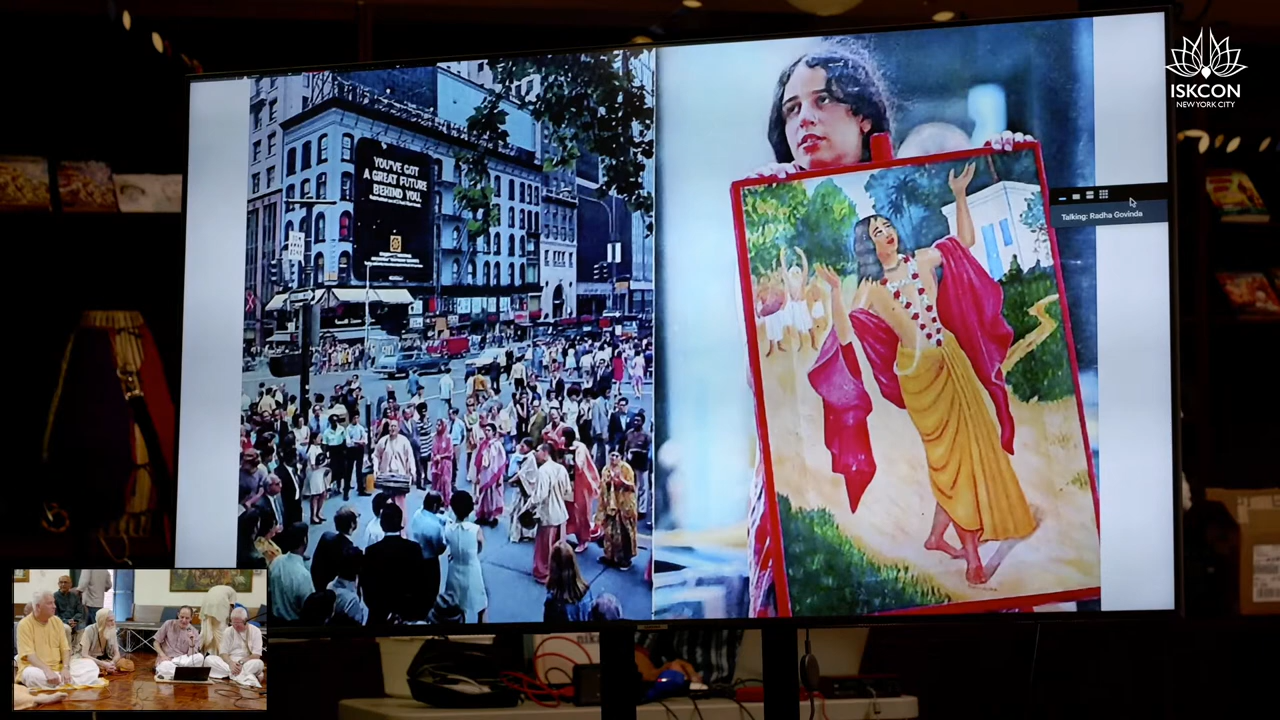 ISKCON
NEW YORK CITY
YOU'VE GOT
A GREAT FUTURE
BEHIND YOU.
Talking: Radha Govinda